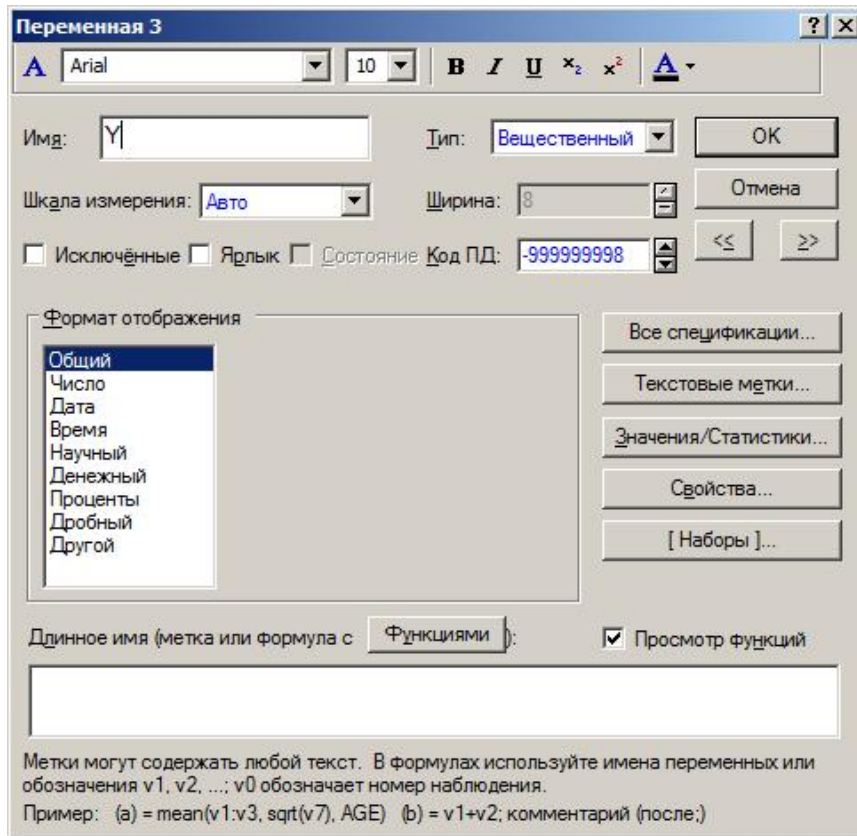 Переменная 3
Arial 10 B I U x₂ x² A
Имя: Y Тип: Вещественный OK
Шкала измерения: Авто Ширина: 8 Отмена
Исключённые Ярлык Состояние Код ПД: -999999998 << >>
Формат отображения
Общий
Число
Дата
Время
Научный
Денежный
Проценты
Дробный
Другой
Все спецификации...
Текстовые метки...
Значения/Статистики...
Свойства...
[ Наборы ]...
Длинное имя (метка или формула с Функциями ): Просмотр функций
Метки могут содержать любой текст. В формулах используйте имена переменных или
обозначения v1, v2, ...; v0 обозначает номер наблюдения.
Пример: (a) = mean(v1:v3, sqrt(v7), AGE) (b) = v1+v2; комментарий (после;)